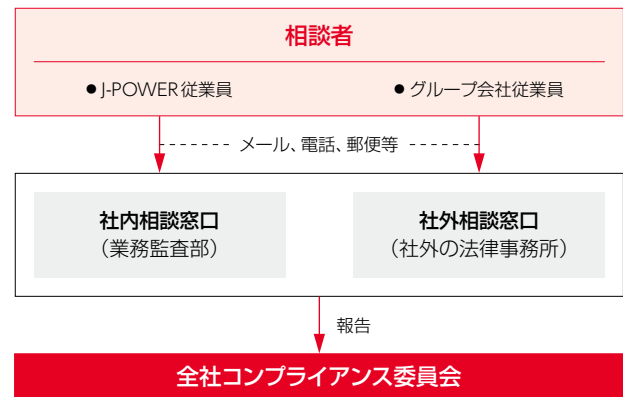 相談者
● J-POWER従業員
● グループ会社従業員
メール、電話、郵便等
社内相談窓口
（業務監査部）
社外相談窓口
（社外の法律事務所）
報告
全社コンプライアンス委員会